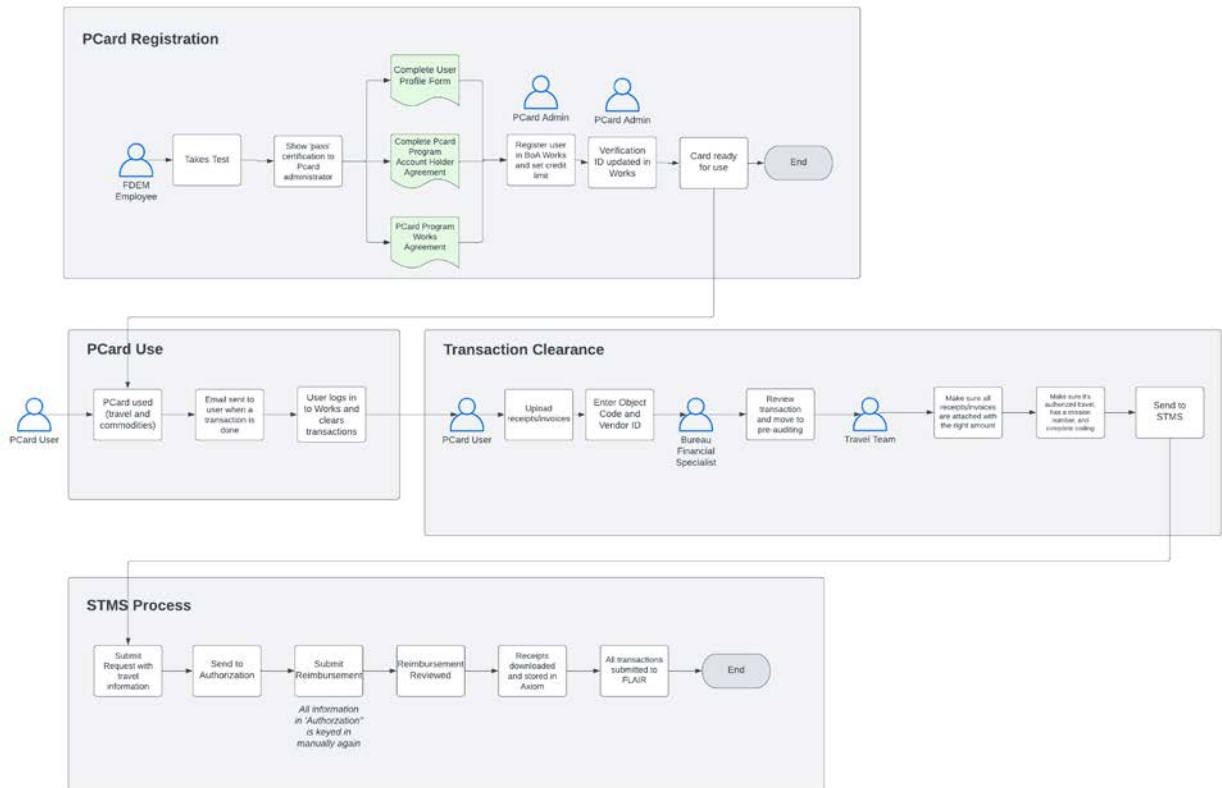 PCard Registration
Complete User
Profile Form
PCard Admin
PCard Admin
FDEM
Employee
Takes Test
Show 'pass'
certification to
Pcard
administrator
Complete Pcard
Program
Account Holder
Agreement
Register user
in BoA Works
and set credit
limit
Verification
ID updated in
Works
Card ready
for use
End
PCard Program
Works
Agreement
PCard Use
PCard User
PCard used
(travel and
commodities)
Email sent to
user when a
transaction is
done
User logs in
to Works and
clears
transactions
Transaction Clearance
PCard User
Upload
receipts/invoices
Enter Object
Code and
Vendor ID
Bureau
Financial
Specialist
Review
transaction
and move to
pre-auditing
Travel Team
Make sure all
receipts/invoices
are attached with
the right amount
Make sure it's
authorized travel,
has a mission
number, and
complete coding
Send to
STMS
STMS Process
Submit
Request with
travel
information
Send to
Authorization
Submit
Reimbursement
All information
in 'Authorzation"
is keyed in
manually again
Reimbursement
Reviewed
Receipts
downloaded
and stored in
Axiom
All transactions
submitted to
FLAIR
End